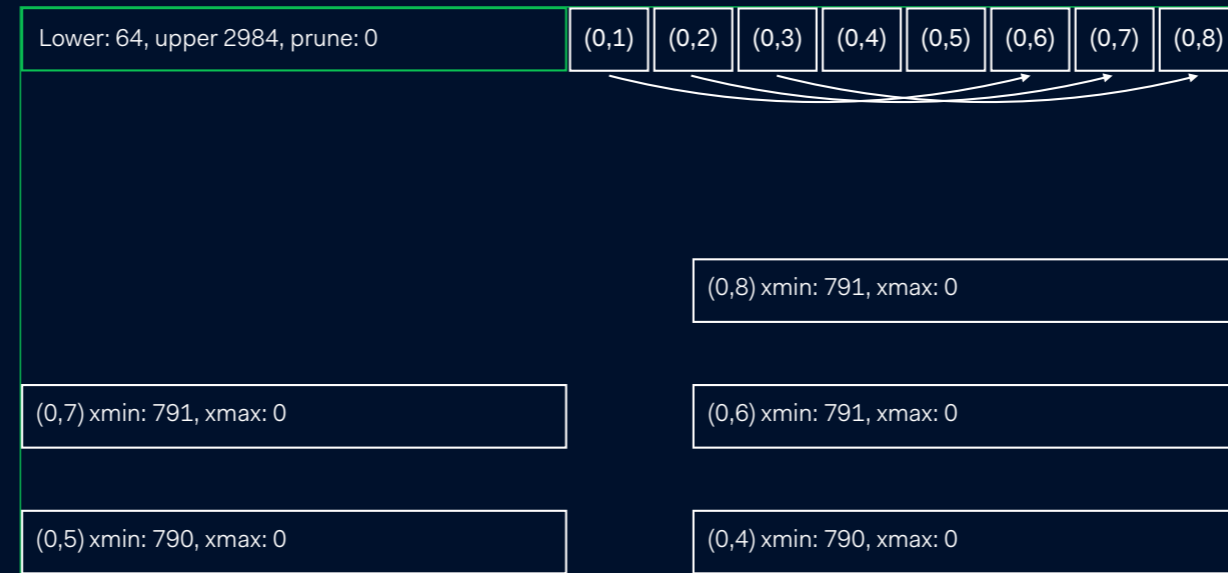 Lower: 64, upper 2984, prune: 0 (0,1) (0,2) (0,3) (0,4) (0,5) (0,6) (0,7) (0,8)
(0,8) xmin: 791, xmax: 0
(0,7) xmin: 791, xmax: 0 (0,6) xmin: 791, xmax: 0
(0,5) xmin: 790, xmax: 0 (0,4) xmin: 790, xmax: 0